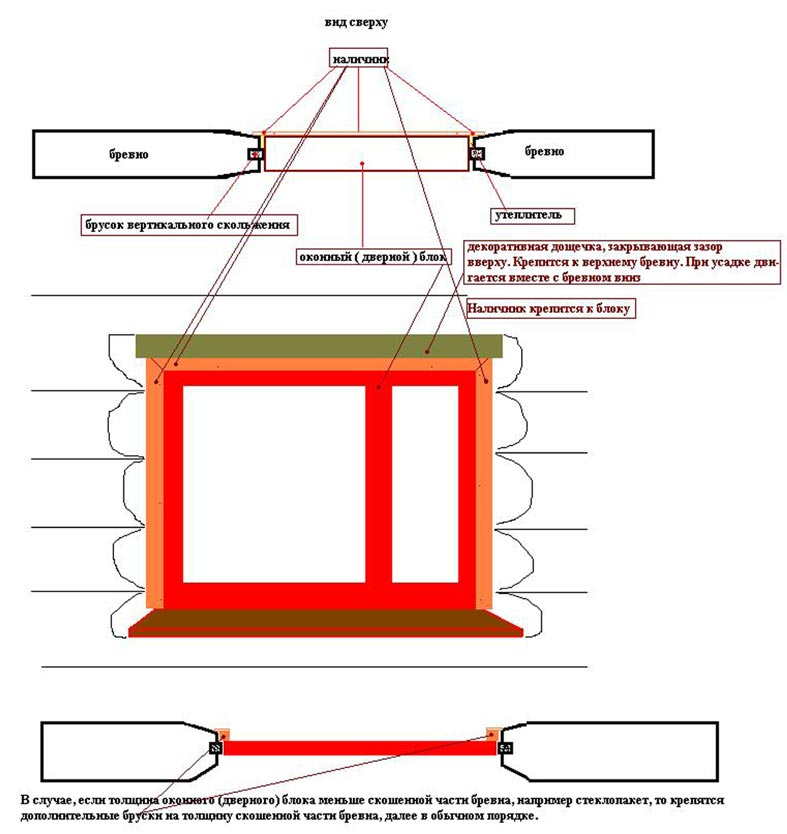 вид сверху
наличник
бревно
бревно
брусок вертикального скольжения
утеплитель
оконный ( дверной ) блок
декоративная дощечка, закрывающая зазор
вверху. Крепится к верхнему бревну. При усадке дви-
гается вместе с бревном вниз
Наличник крепится к блоку
В случае, если толщина оконного (дверного) блока меньше скошенной части бревна, например стеклопакет, то крепятся
дополнительные бруски на толщину скошенной части бревна, далее в обычном порядке.